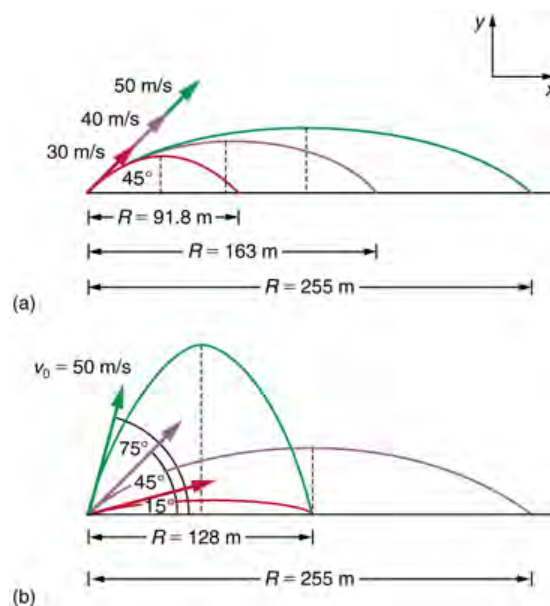 y
x
50 m/s
40 m/s
30 m/s
45°
R = 91.8 m
R = 163 m
R = 255 m
(a)
v₀ = 50 m/s
75°
45°
15°
R = 128 m
R = 255 m
(b)